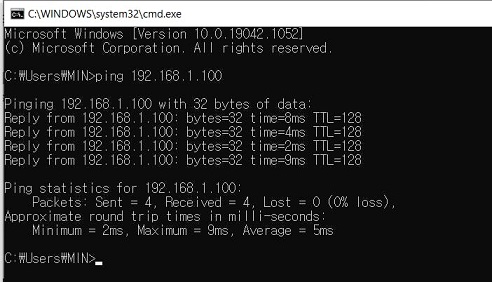 C:\WINDOWS\system32\cmd.exe
Microsoft Windows [Version 10.0.19042.1052]
(c) Microsoft Corporation. All rights reserved.
C:₩Users₩MIN>ping 192.168.1.100
Pinging 192.168.1.100 with 32 bytes of data:
Reply from 192.168.1.100: bytes=32 time=8ms TTL=128
Reply from 192.168.1.100: bytes=32 time=4ms TTL=128
Reply from 192.168.1.100: bytes=32 time=2ms TTL=128
Reply from 192.168.1.100: bytes=32 time=9ms TTL=128
Ping statistics for 192.168.1.100:
Packets: Sent = 4, Received = 4, Lost = 0 (0% loss),
Approximate round trip times in milli-seconds:
Minimum = 2ms, Maximum = 9ms, Average = 5ms
C:₩Users₩MIN>